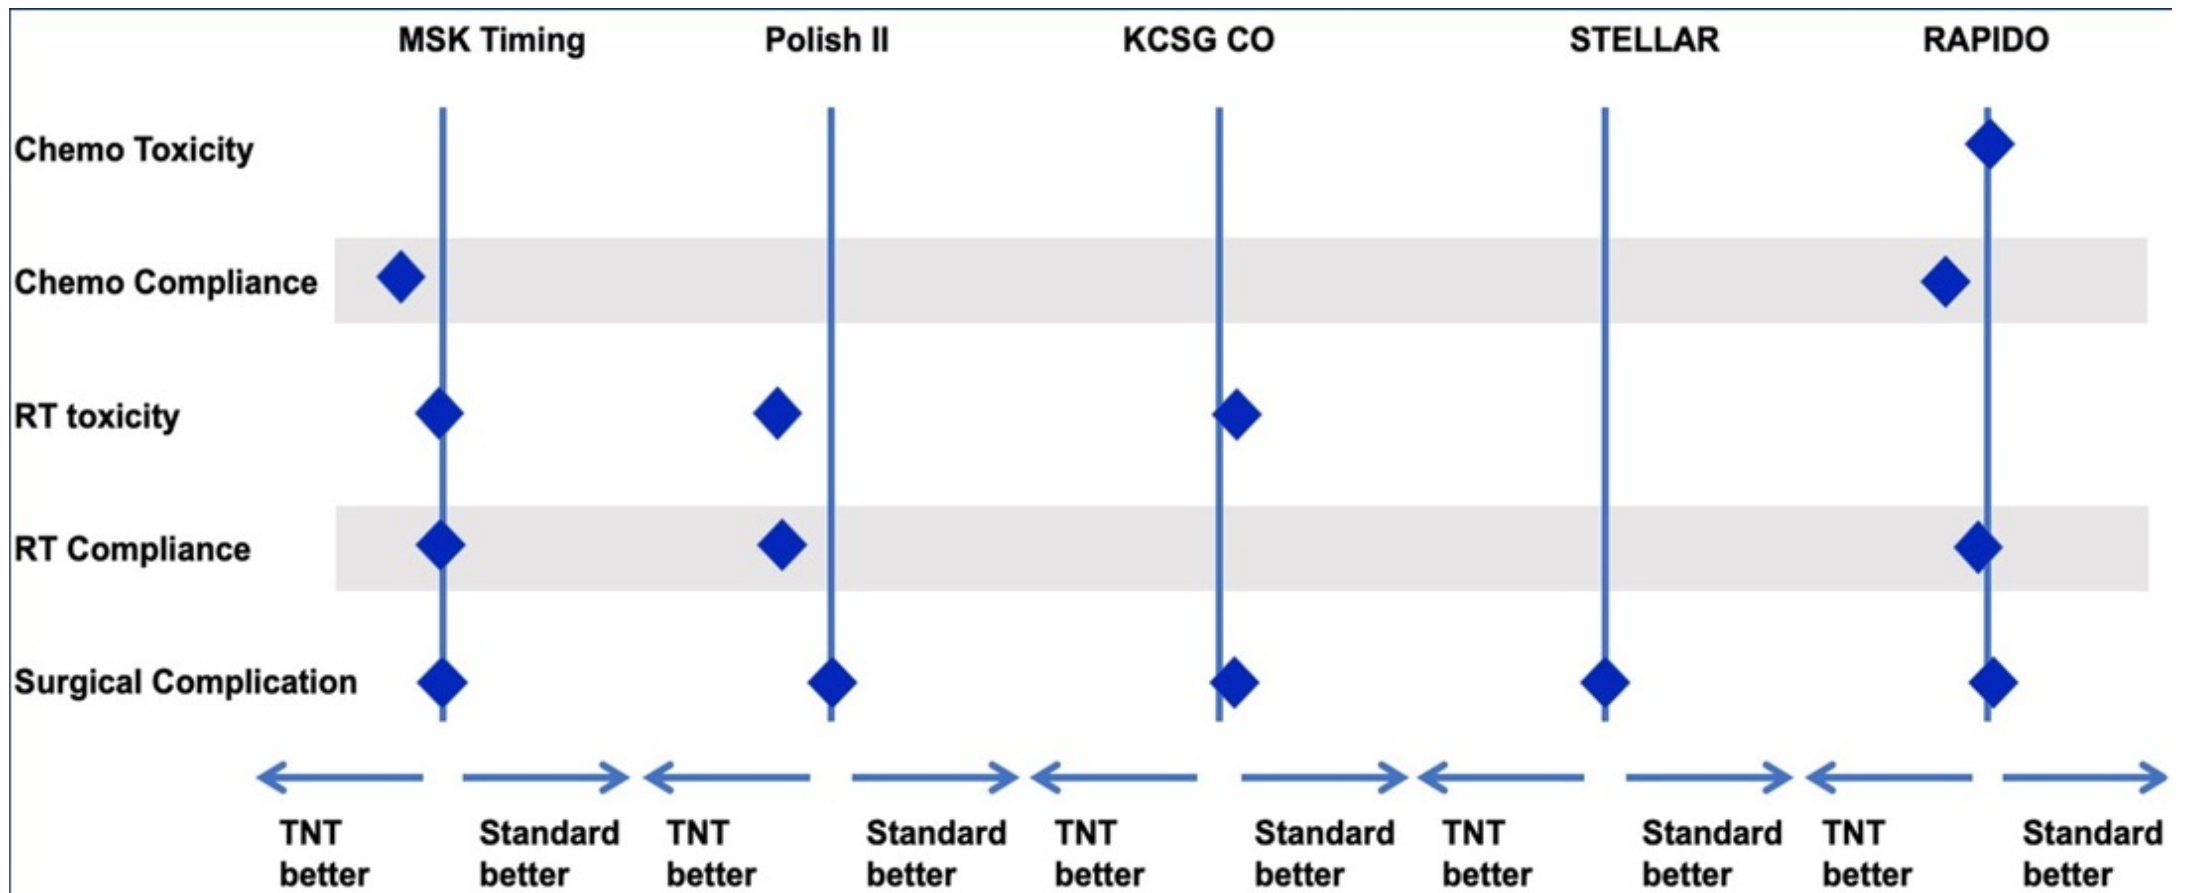 MSK Timing Polish II KCSG CO STELLAR RAPIDO
Chemo Toxicity
Chemo Compliance
RT toxicity
RT Compliance
Surgical Complication
TNT Standard TNT Standard TNT Standard TNT Standard TNT Standard
better better better better better better better better better better